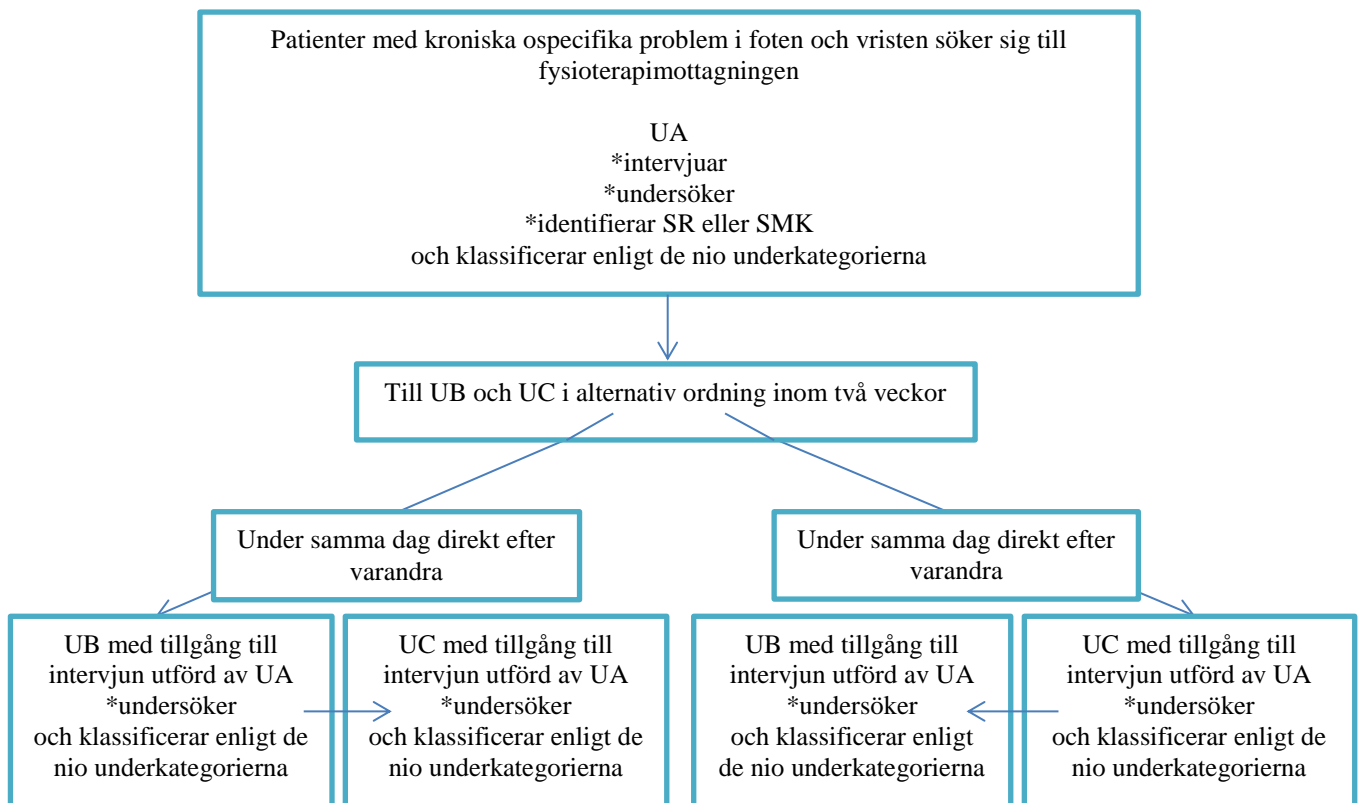 Patienter med kroniska ospecifika problem i foten och vristen söker sig till
fysioterapimottagningen
UA
*intervjuar
*undersöker
*identifierar SR eller SMK
och klassificerar enligt de nio underkategorierna
Till UB och UC i alternativ ordning inom två veckor
Under samma dag direkt efter
varandra
Under samma dag direkt efter
varandra
UB med tillgång till
intervjun utförd av UA
*undersöker
och klassificerar enligt de
nio underkategorierna
UC med tillgång till
intervjun utförd av UA
*undersöker
och klassificerar enligt de
nio underkategorierna
UB med tillgång till
intervjun utförd av UA
*undersöker
och klassificerar enligt
de nio underkategorierna
UC med tillgång till
intervjun utförd av UA
*undersöker
och klassificerar enligt de
nio underkategorierna